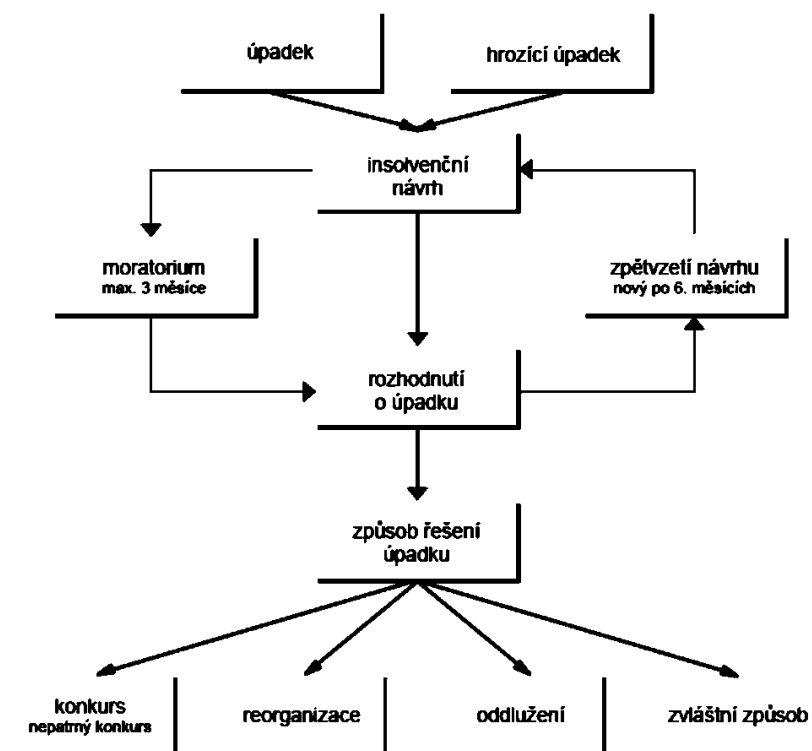 úpadek
hrozící úpadek
insolvenční
návrh
moratorium
max. 3 měsíce
zpětvzetí návrhu
nový po 6. měsících
rozhodnutí
o úpadku
způsob řešení
úpadku
konkurs
nepatrný konkurs
reorganizace
oddlužení
zvláštní způsob